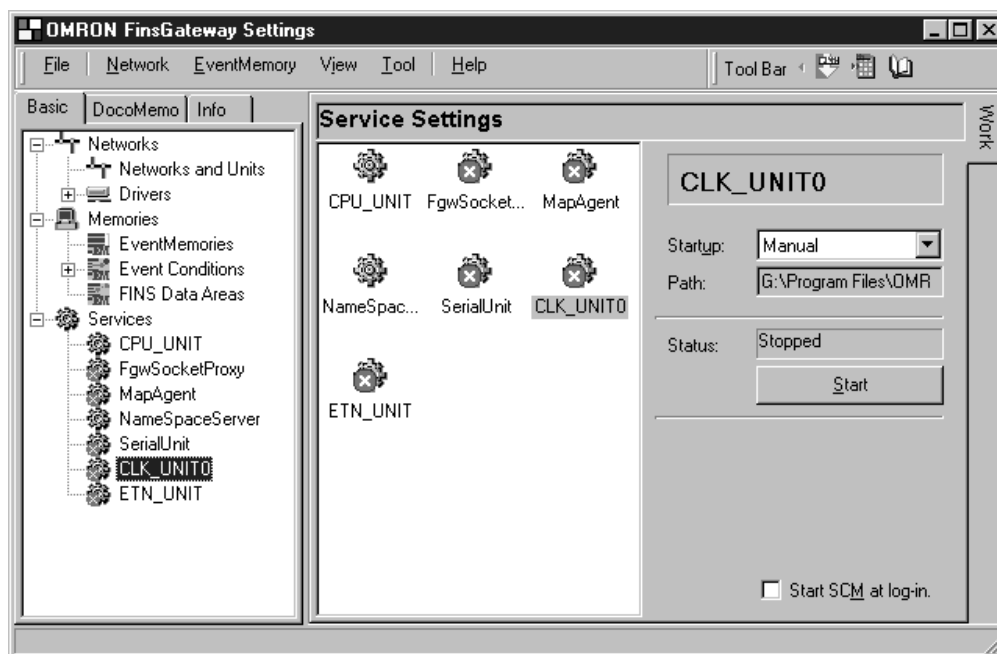 OMRON FinsGateway Settings
File Network EventMemory View Tool Help
Tool Bar
Basic DocoMemo Info
Networks
Networks and Units
Drivers
Memories
EventMemories
Event Conditions
FINS Data Areas
Services
CPU_UNIT
FgwSocketProxy
MapAgent
NameSpaceServer
SerialUnit
CLK_UNIT0
ETN_UNIT
Service Settings
CPU_UNIT FgwSocket... MapAgent
NameSpac... SerialUnit CLK_UNIT0
ETN_UNIT
CLK_UNIT0
Startup: Manual
Path: G:\Program Files\OMR
Status: Stopped
Start
Start SCM at log-in.
Work